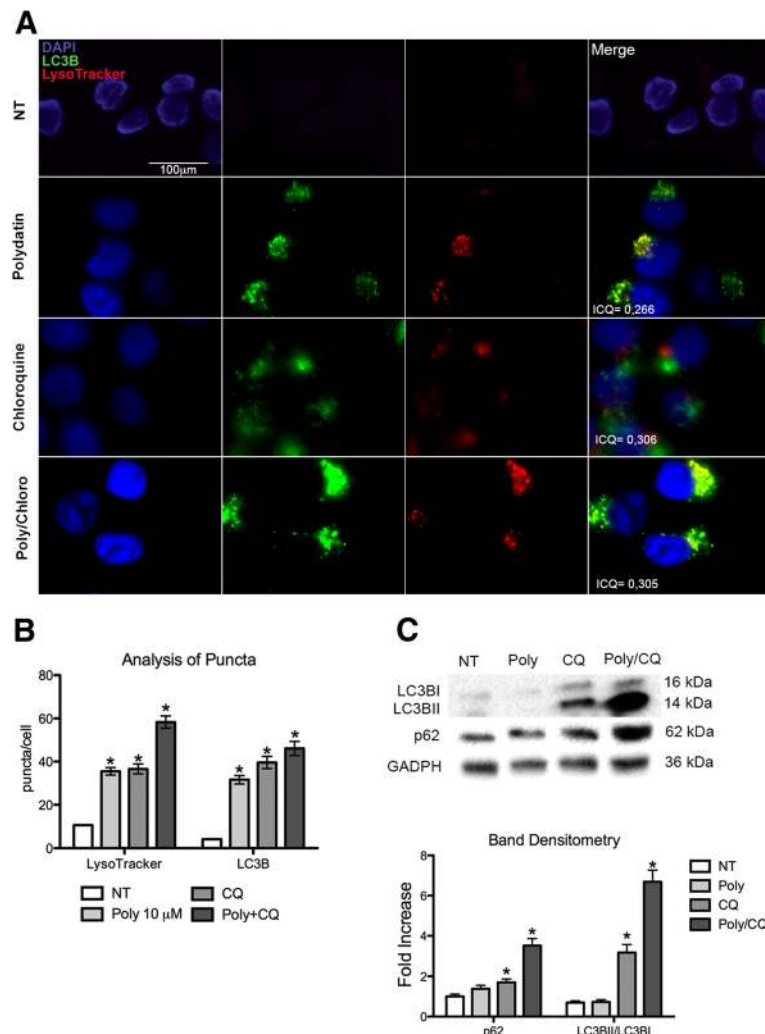 A
DAPI
LC3B
LysoTracker
Merge
NT
100μm
Polydatin
ICQ= 0,266
Chloroquine
ICQ= 0,306
Poly/Chloro
ICQ= 0,305
B
Analysis of Puncta
puncta/cell
80
60
40
20
0
* * * * * *
LysoTracker LC3B
NT CQ
Poly 10 μM Poly+CQ
C
NT Poly CQ Poly/CQ
LC3BI 16 kDa
LC3BII 14 kDa
p62 62 kDa
GADPH 36 kDa
Band Densitometry
Fold Increase
8
6
4
2
0
* * * *
p62 LC3BII/LC3BI
NT
Poly
CQ
Poly/CQ